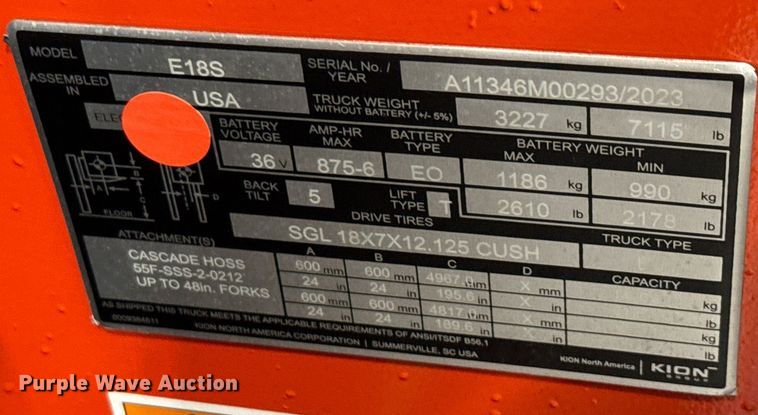 MODEL E18S SERIAL No. / YEAR A11346M00293/2023
ASSEMBLED IN USA TRUCK WEIGHT WITHOUT BATTERY (+/- 5%) 3227 kg 7115 lb
BATTERY VOLTAGE AMP-HR MAX BATTERY TYPE BATTERY WEIGHT
MAX MIN
36 V 875-6 EO 1186 kg 990 kg
2610 lb 2178 lb
BACK TILT 5 LIFT TYPE T
A B C D FLOOR
DRIVE TIRES
SGL 18X7X12.125 CUSH TRUCK TYPE
ATTACHMENT(S) A B C D CAPACITY
CASCADE HOSS
55F-SSS-2-0212
UP TO 48in. FORKS
600 mm 600 mm 4967.0 mm X mm kg
24 in 24 in 195.6 in X in lb
600 mm 600 mm 4817.0 mm X mm kg
24 in 24 in 189.6 in X in lb
AS SHIPPED THIS TRUCK MEETS THE APPLICABLE REQUIREMENTS OF ANSI/ITSDF B56.1
0009384611 KION NORTH AMERICA CORPORATION | SUMMERVILLE, SC USA
KION North America | KION GROUP
Purple Wave Auction